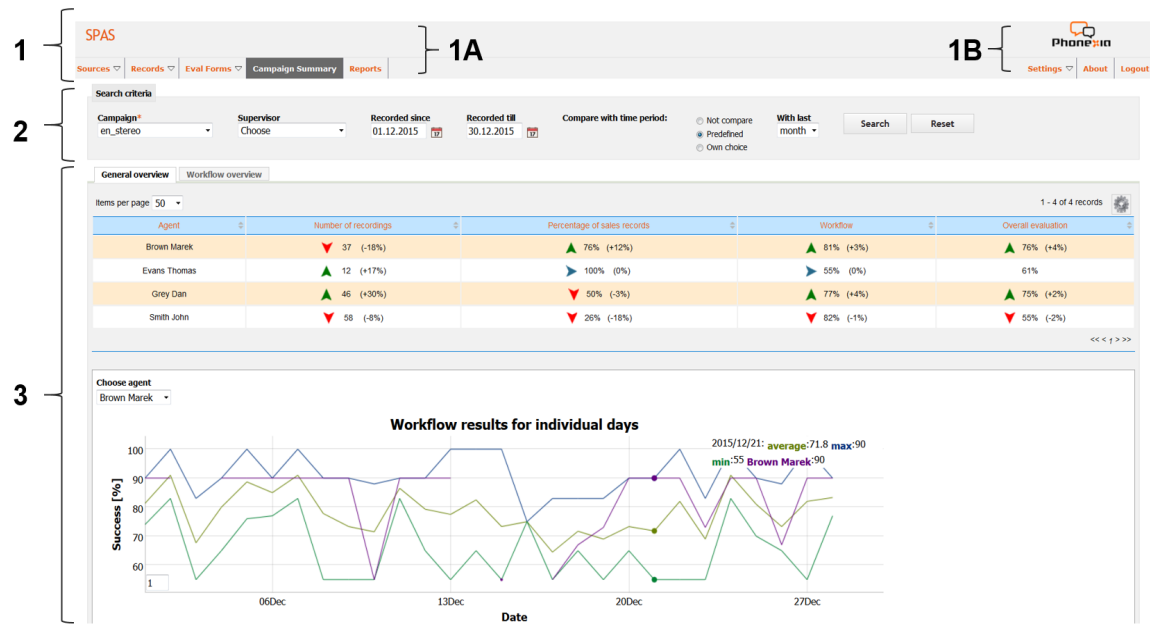 1
SPAS
1A
1B
Phonexia
Sources Records Eval Forms Campaign Summary Reports
Settings About Logout
2
Search criteria
Campaign* Supervisor Recorded since Recorded till Compare with time period: Not compare With last
en_stereo Choose 01.12.2015 17 30.12.2015 17 Predefined month Search Reset
Own choice
3
General overview Workflow overview
Items per page 50 1 - 4 of 4 records
Agent Number of recordings Percentage of sales records Workflow Overall evaluation
Brown Marek 37 (-18%) 76% (+12%) 81% (+3%) 76% (+4%)
Evans Thomas 12 (+17%) 100% (0%) 55% (0%) 61%
Grey Dan 46 (+30%) 50% (-3%) 77% (+4%) 75% (+2%)
Smith John 58 (-8%) 26% (-18%) 82% (-1%) 55% (-2%)
<< < 1 > >>
Choose agent
Brown Marek
Workflow results for individual days
2015/12/21: average:71.8 max:90
min:55 Brown Marek:90
Success [%]
100
90
80
70
60
1
06Dec 13Dec 20Dec 27Dec
Date